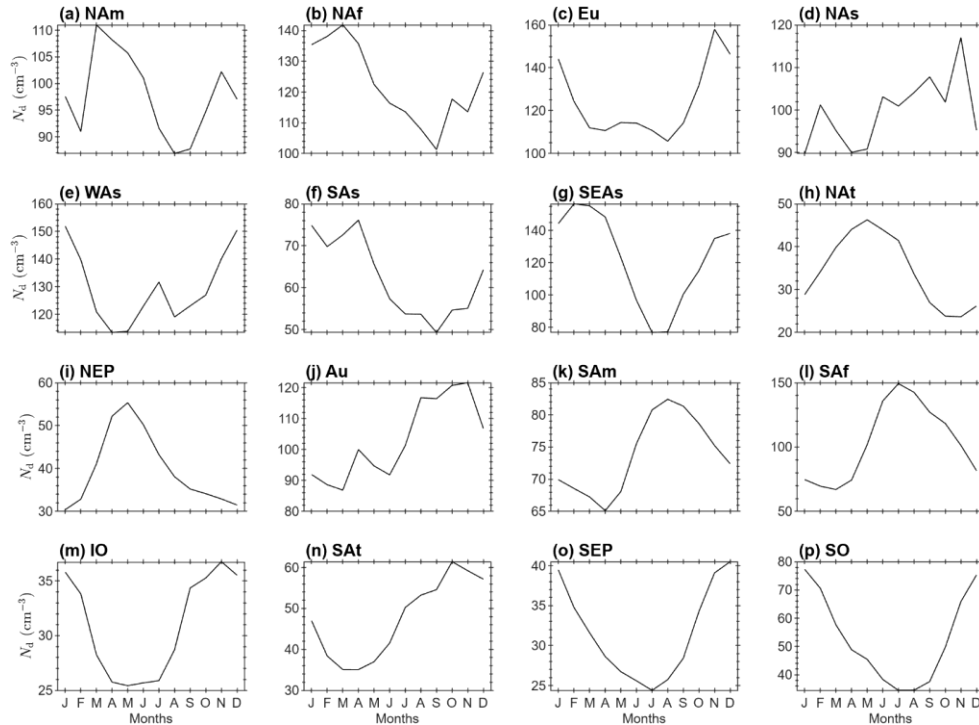 (a) NAm
(b) NAf
(c) Eu
(d) NAs
N_d (cm⁻³)
110
105
100
95
90
140
130
120
110
100
160
140
120
100
120
110
100
90
(e) WAs
(f) SAs
(g) SEAs
(h) NAt
N_d (cm⁻³)
160
150
140
130
120
80
70
60
50
140
120
100
80
50
40
30
20
(i) NEP
(j) Au
(k) SAm
(l) SAf
N_d (cm⁻³)
60
50
40
30
120
110
100
90
80
85
80
75
70
65
150
100
50
(m) IO
(n) SAt
(o) SEP
(p) SO
N_d (cm⁻³)
35
30
25
60
50
40
30
40
35
30
25
80
70
60
50
40
J F M A M J J A S O N D
J F M A M J J A S O N D
J F M A M J J A S O N D
J F M A M J J A S O N D
Months
Months
Months
Months